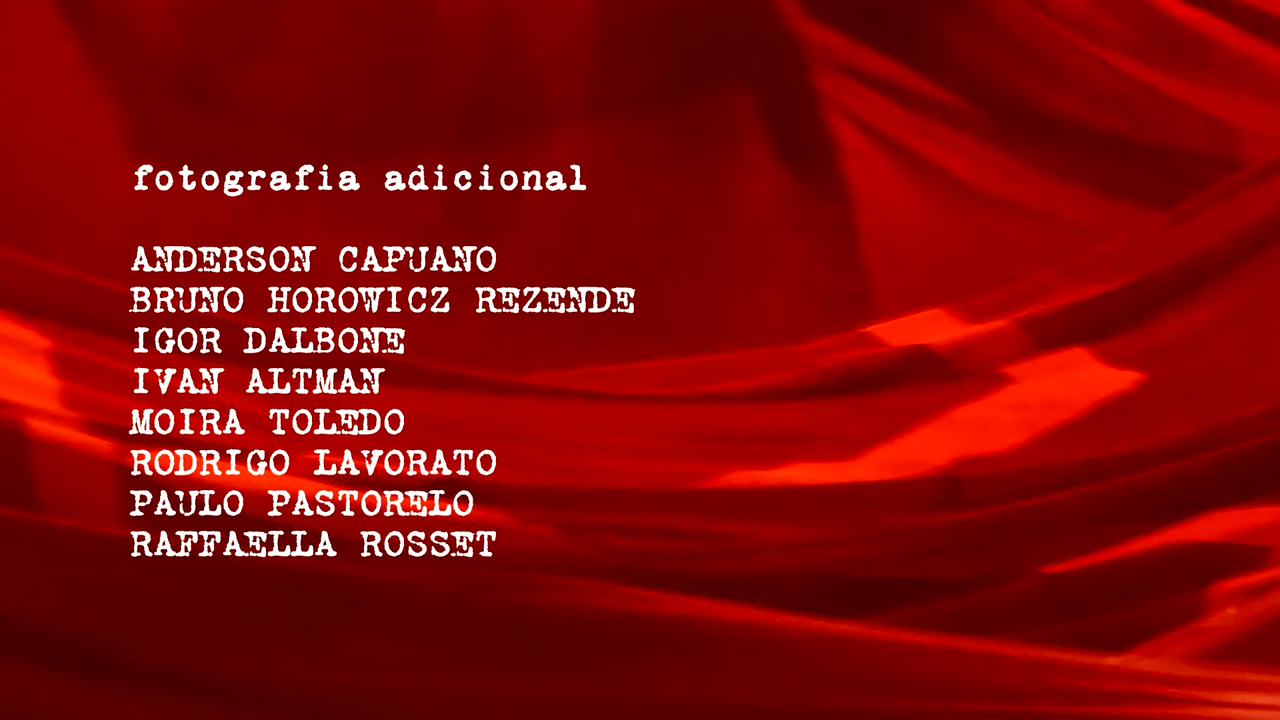 fotografia adicional
ANDERSON CAPUANO
BRUNO HOROWICZ REZENDE
IGOR DALBONE
IVAN ALTMAN
MOIRA TOLEDO
RODRIGO LAVORATO
PAULO PASTORELO
RAFFAELLA ROSSET